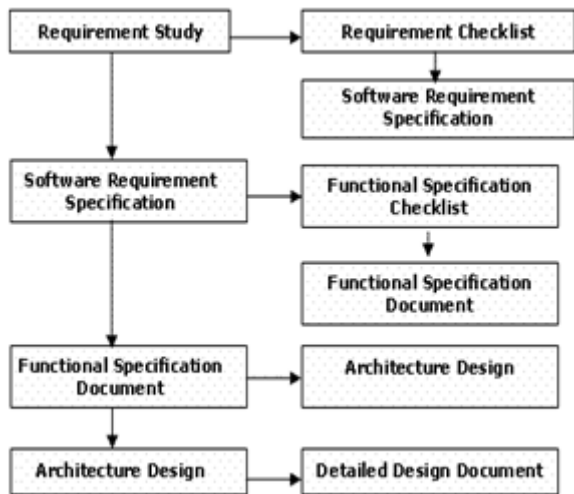 Requirement Study
Requirement Checklist
Software Requirement
Specification
Software Requirement
Specification
Functional Specification
Checklist
Functional Specification
Document
Functional Specification
Document
Architecture Design
Architecture Design
Detailed Design Document